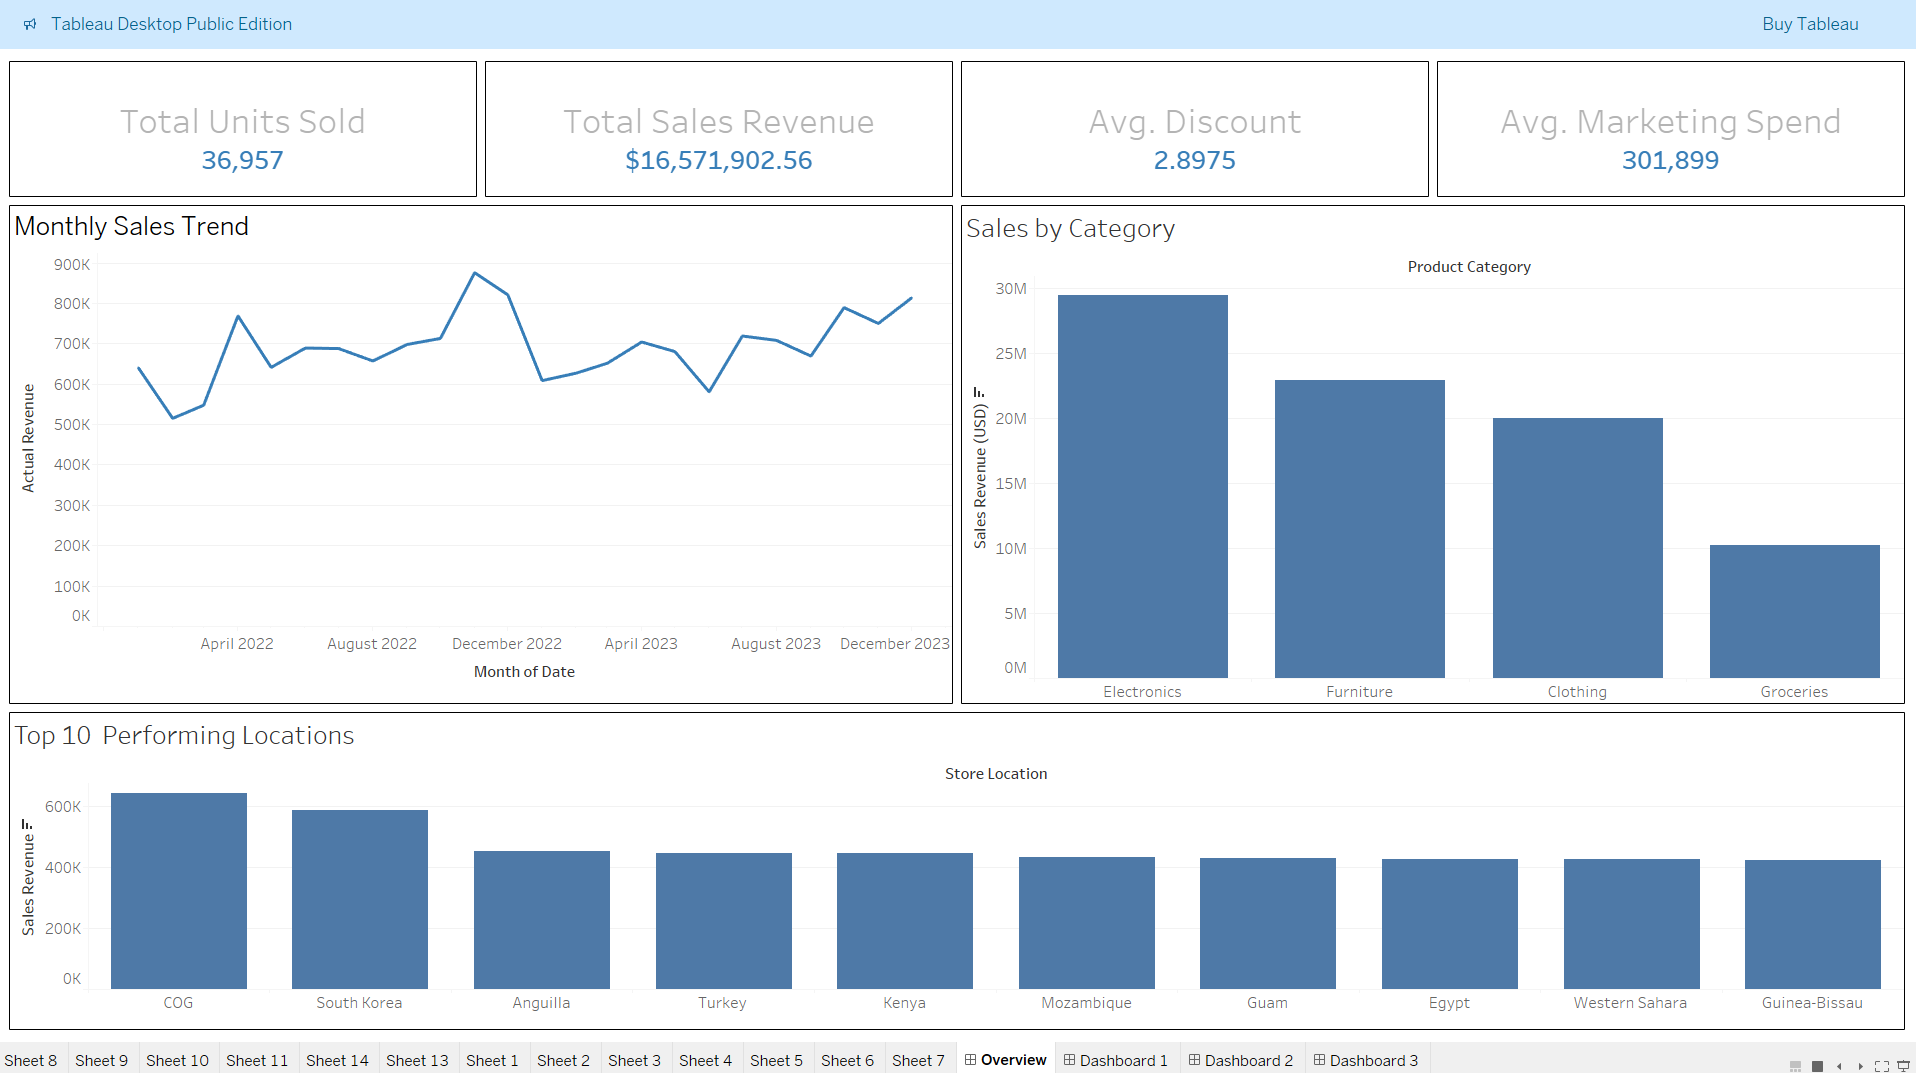 Tableau Desktop Public Edition
Buy Tableau
Total Units Sold
36,957
Total Sales Revenue
$16,571,902.56
Avg. Discount
2.8975
Avg. Marketing Spend
301,899
Monthly Sales Trend
900K
800K
700K
600K
500K
400K
300K
200K
100K
0K
Actual Revenue
April 2022
August 2022
December 2022
April 2023
August 2023
December 2023
Month of Date
Sales by Category
Product Category
30M
25M
20M
15M
10M
5M
0M
Sales Revenue (USD)
Electronics
Furniture
Clothing
Groceries
Top 10  Performing Locations
Store Location
600K
400K
200K
0K
Sales Revenue
COG
South Korea
Anguilla
Turkey
Kenya
Mozambique
Guam
Egypt
Western Sahara
Guinea-Bissau
Sheet 8
Sheet 9
Sheet 10
Sheet 11
Sheet 14
Sheet 13
Sheet 1
Sheet 2
Sheet 3
Sheet 4
Sheet 5
Sheet 6
Sheet 7
Overview
Dashboard 1
Dashboard 2
Dashboard 3